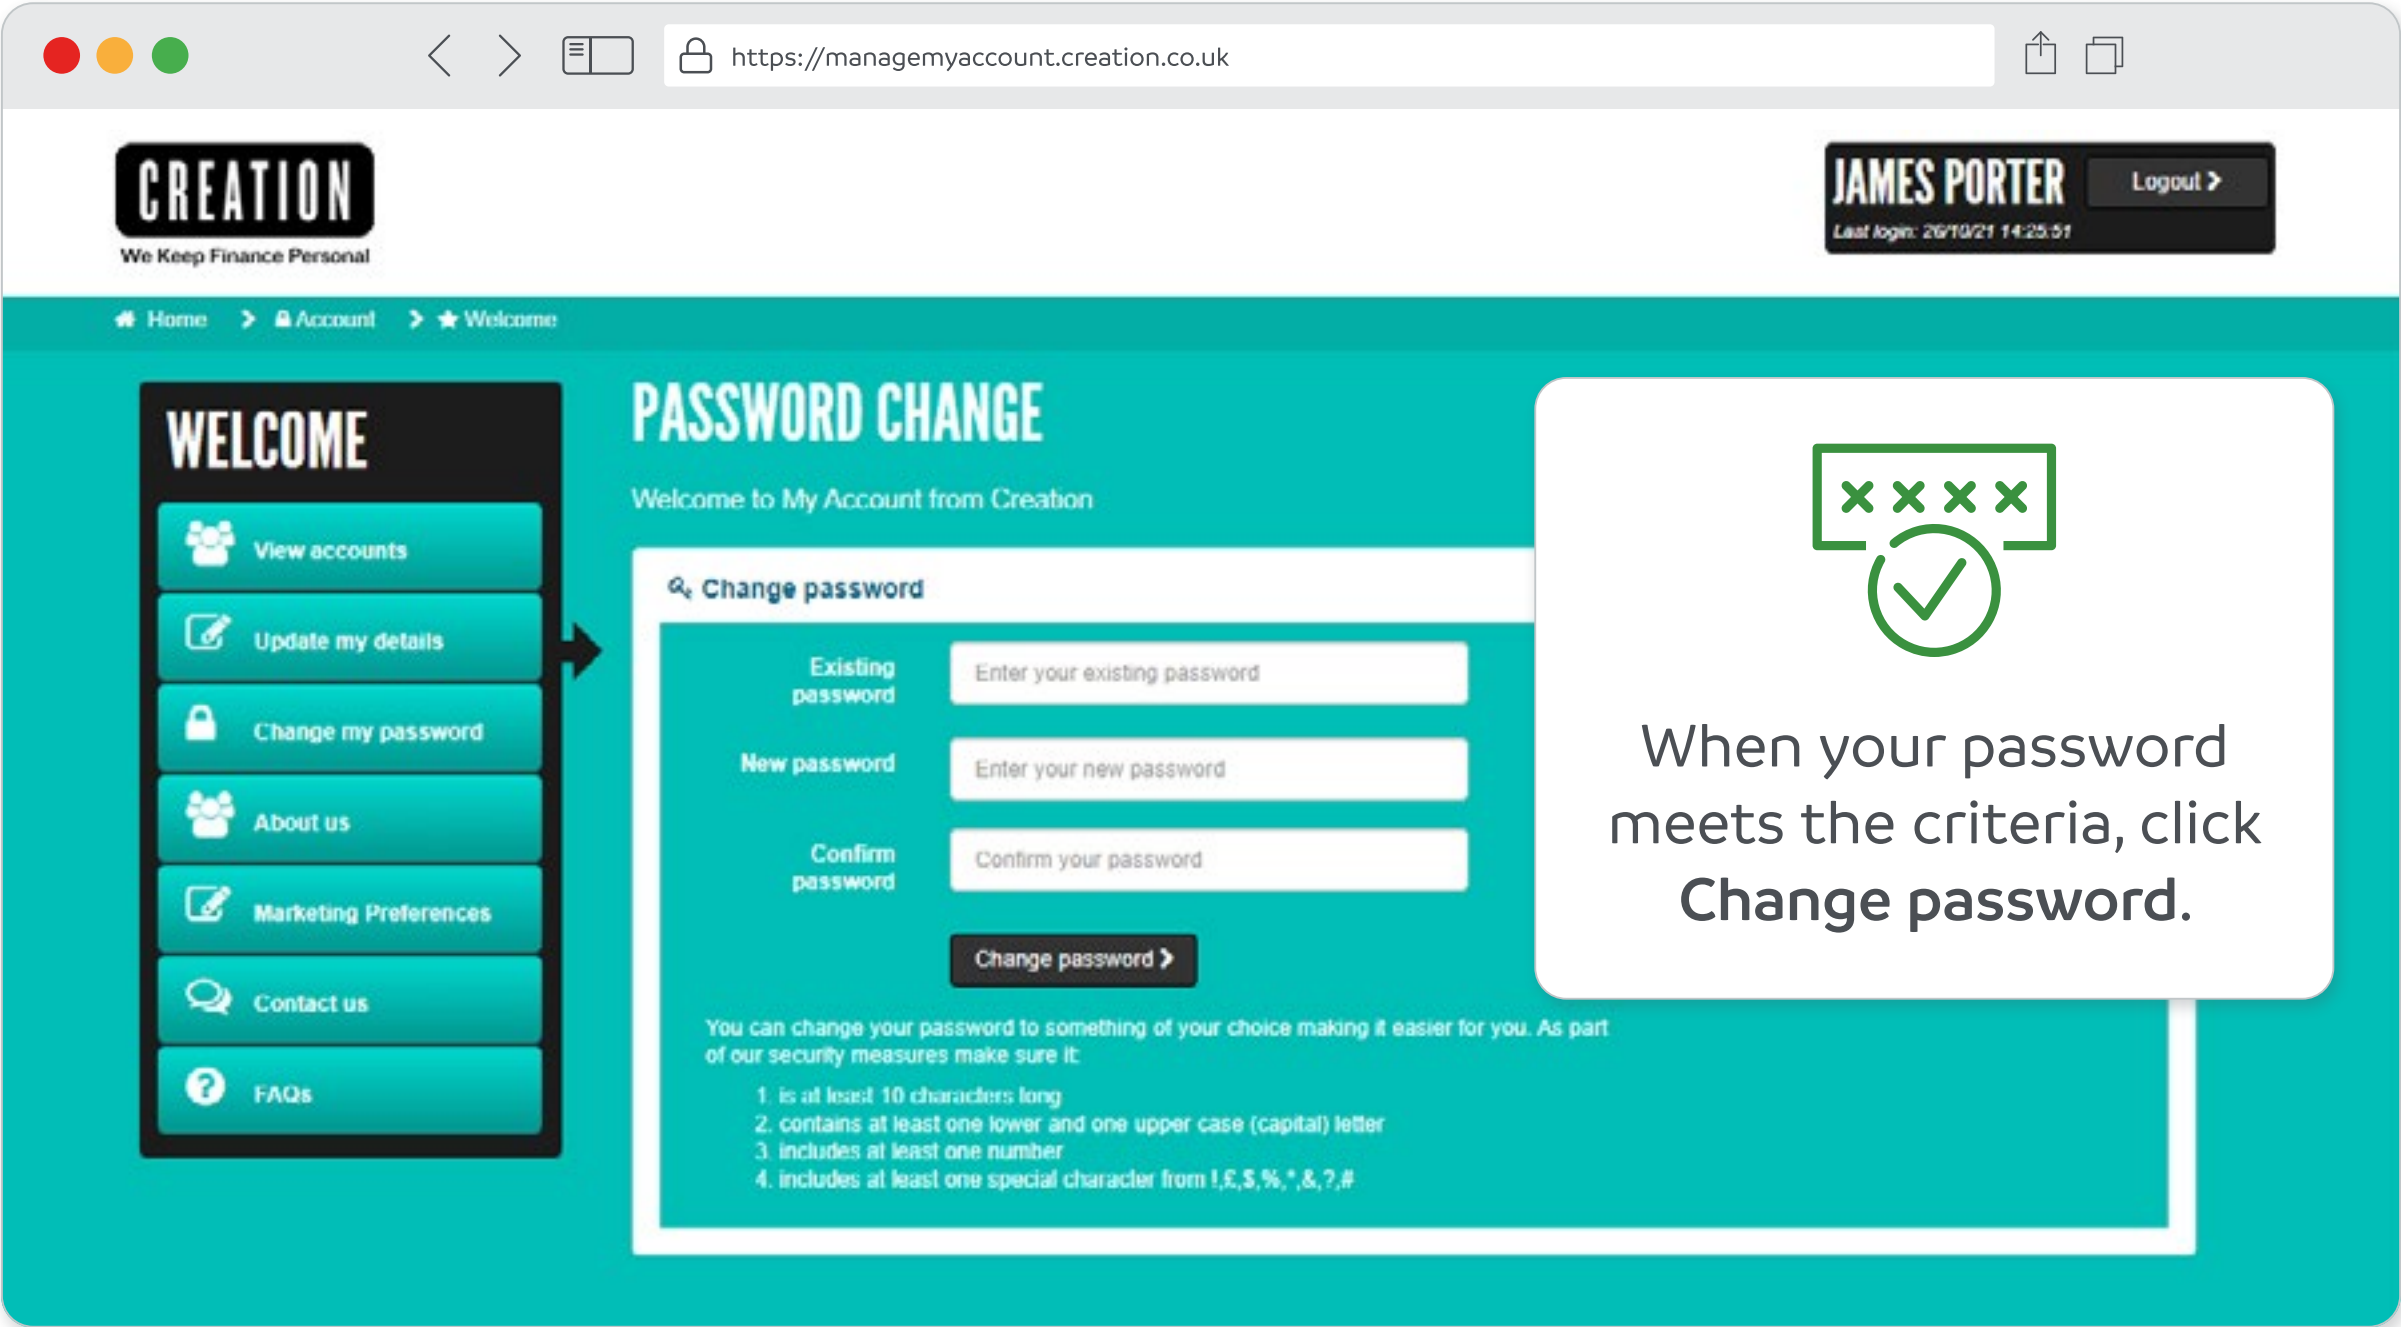 https://managemyaccount.creation.co.uk
CREATION
We Keep Finance Personal
JAMES PORTER
Logout
Last login: 26/10/21 14:25:51
Home
Account
Welcome
WELCOME
View accounts
Update my details
Change my password
About us
Marketing Preferences
Contact us
FAQs
PASSWORD CHANGE
Welcome to My Account from Creation
Change password
Existing
password
Enter your existing password
New password
Enter your new password
Confirm
password
Confirm your password
Change password
You can change your password to something of your choice making it easier for you. As part
of our security measures make sure it:
1. is at least 10 characters long
2. contains at least one lower and one upper case (capital) letter
3. includes at least one number
4. includes at least one special character from !,£,$,%,*,&,?,#
When your password
meets the criteria, click
Change password.